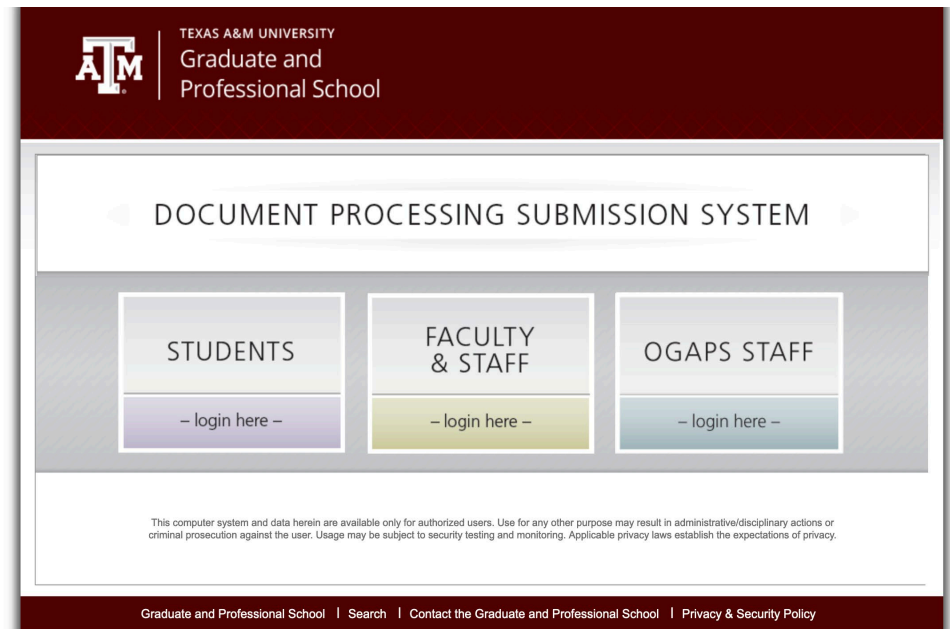 TEXAS A&M UNIVERSITY
Graduate and
Professional School
ATM
DOCUMENT PROCESSING SUBMISSION SYSTEM
STUDENTS
– login here –
FACULTY
& STAFF
– login here –
OGAPS STAFF
– login here –
This computer system and data herein are available only for authorized users. Use for any other purpose may result in administrative/disciplinary actions or
criminal prosecution against the user. Usage may be subject to security testing and monitoring. Applicable privacy laws establish the expectations of privacy.
Graduate and Professional School | Search | Contact the Graduate and Professional School | Privacy & Security Policy